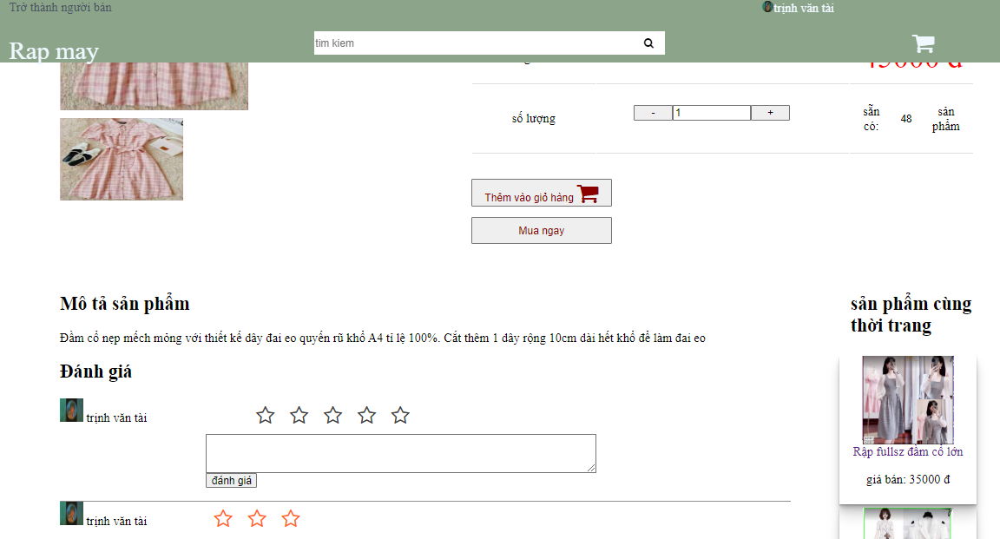 Trở thành người bán
trịnh văn tài
Rap may
tim kiem
số lượng
-
1
+
sẵn có:
48
sản phẩm
Thêm vào giỏ hàng
Mua ngay
Mô tả sản phẩm
Đầm cổ nẹp mếch mỏng với thiết kế dây đai eo quyến rũ khổ A4 tỉ lệ 100%. Cắt thêm 1 dây rộng 10cm dài hết khổ để làm đai eo
Đánh giá
trịnh văn tài
đánh giá
trịnh văn tài
sản phẩm cùng
thời trang
Rập fullsz đầm cổ lớn
giá bán: 35000 đ